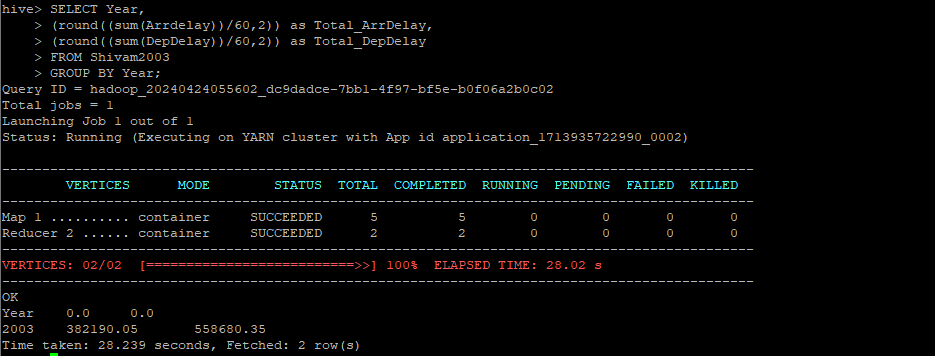 hive> SELECT Year,
    > (round((sum(Arrdelay))/60,2)) as Total_ArrDelay,
    > (round((sum(DepDelay))/60,2)) as Total_DepDelay
    > FROM Shivam2003
    > GROUP BY Year;
Query ID = hadoop_20240424055602_dc9dadce-7bb1-4f97-bf5e-b0f06a2b0c02
Total jobs = 1
Launching Job 1 out of 1
Status: Running (Executing on YARN cluster with App id application_1713935722990_0002)
----------------------------------------------------------------------------------------------
        VERTICES      MODE        STATUS  TOTAL  COMPLETED  RUNNING  PENDING  FAILED  KILLED
----------------------------------------------------------------------------------------------
Map 1 .......... container     SUCCEEDED      5          5        0        0       0       0
Reducer 2 ...... container     SUCCEEDED      2          2        0        0       0       0
----------------------------------------------------------------------------------------------
VERTICES: 02/02  [==========================>>] 100%  ELAPSED TIME: 28.02 s
----------------------------------------------------------------------------------------------
OK
Year    0.0     0.0
2003    382190.05       558680.35
Time taken: 28.239 seconds, Fetched: 2 row(s)